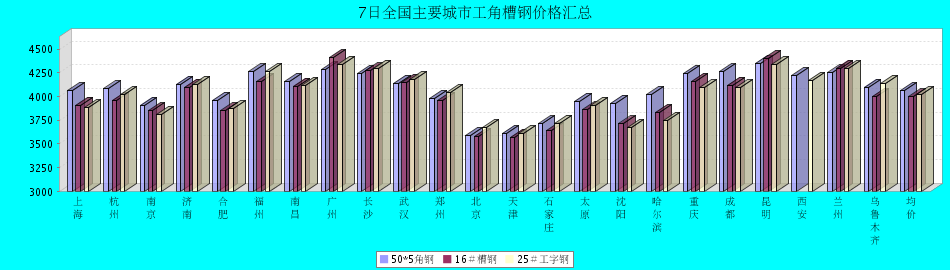 7日全国主要城市工角槽钢价格汇总
4500
4250
4000
3750
3500
3250
3000
上海
杭州
南京
济南
合肥
福州
南昌
广州
长沙
武汉
郑州
北京
天津
石家庄
太原
沈阳
哈尔滨
重庆
成都
昆明
西安
兰州
乌鲁木齐
均价
50*5角钢 16#槽钢 25#工字钢